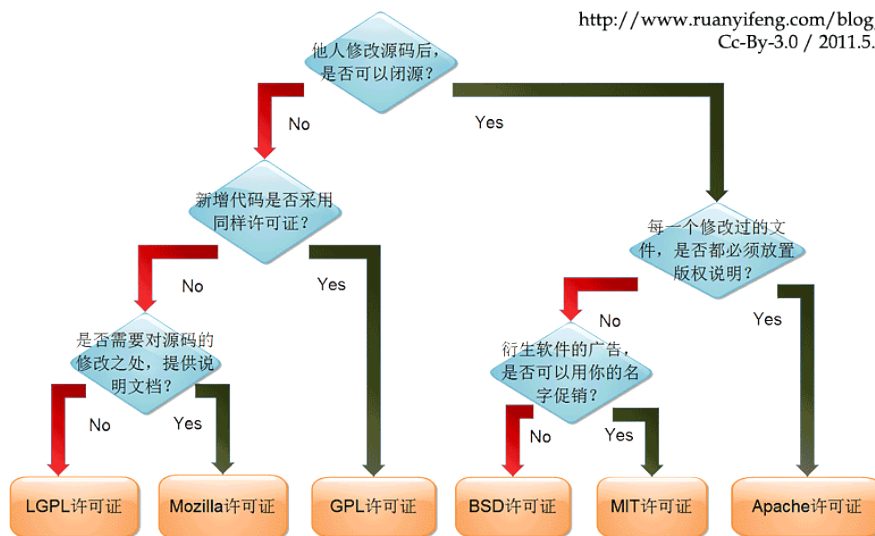 http://www.ruanyifeng.com/blog
Cc-By-3.0 / 2011.5.
他人修改源码后，
是否可以闭源？
No
Yes
新增代码是否采用
同样许可证？
每一个修改过的文
件，是否都必须放置
版权说明？
No
Yes
No
Yes
是否需要对源码的
修改之处，提供说
明文档？
衍生软件的广告，
是否可以用你的名
字促销？
No
Yes
No
Yes
LGPL许可证
Mozilla许可证
GPL许可证
BSD许可证
MIT许可证
Apache许可证